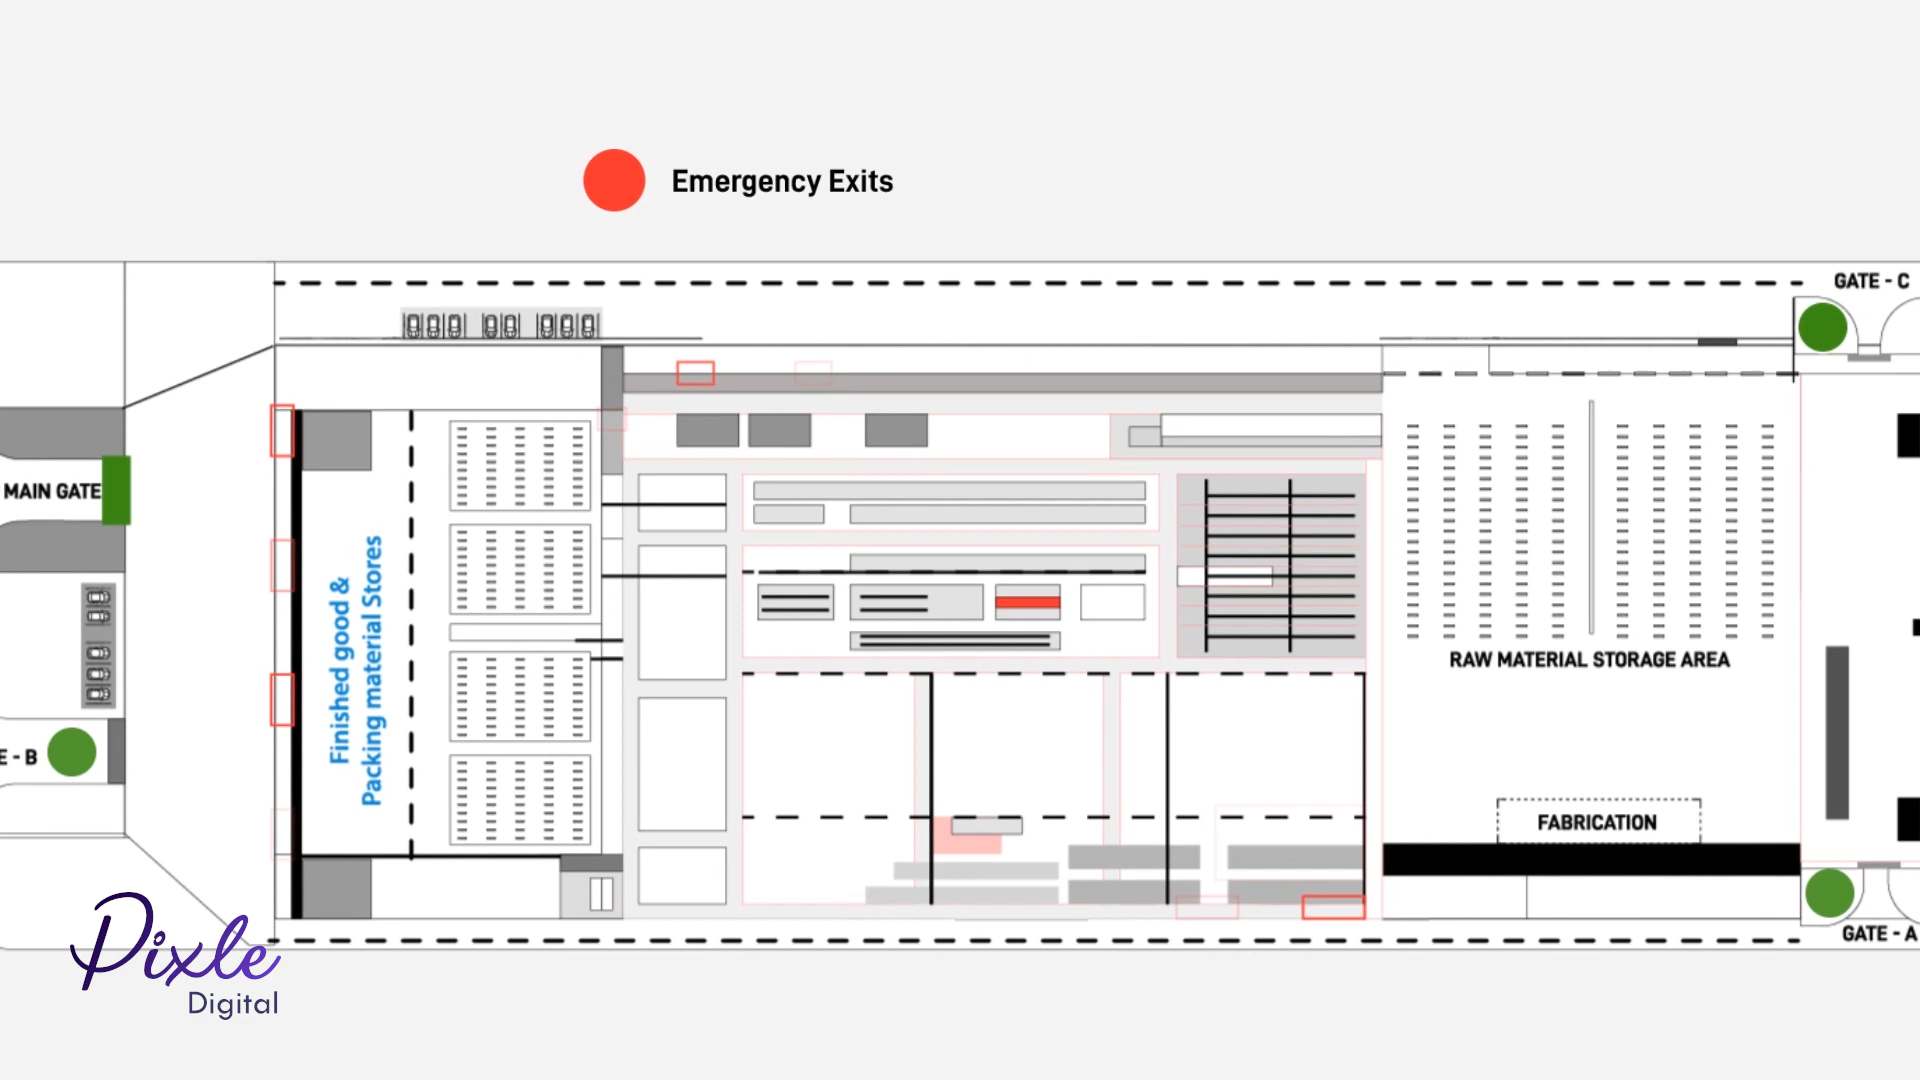 Emergency Exits
GATE - C
MAIN GATE
Finished good &
Packing material Stores
RAW MATERIAL STORAGE AREA
E - B
FABRICATION
GATE - A
Pixle
Digital